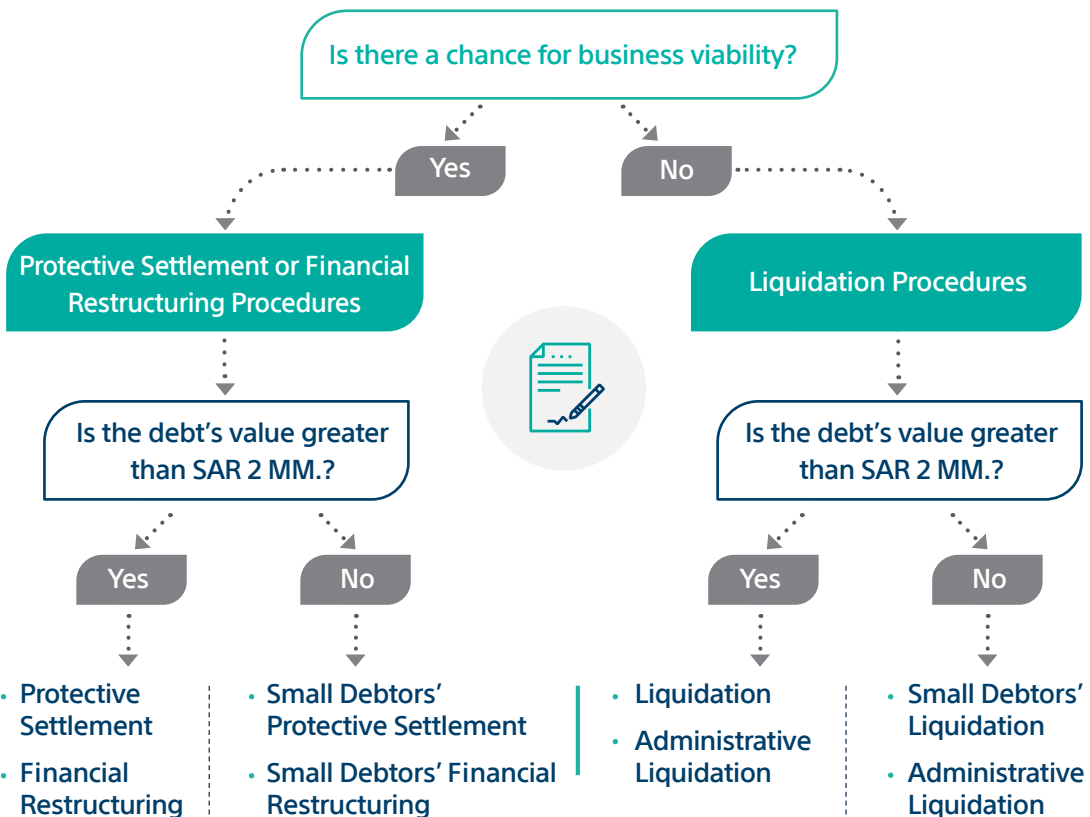 Is there a chance for business viability?
Yes
No
Protective Settlement or Financial
Restructuring Procedures
Liquidation Procedures
Is the debt's value greater
than SAR 2 MM.?
Is the debt's value greater
than SAR 2 MM.?
Yes
No
Yes
No
• Protective
Settlement
• Financial
Restructuring
• Small Debtors'
Protective Settlement
• Small Debtors' Financial
Restructuring
• Liquidation
• Administrative
Liquidation
• Small Debtors'
Liquidation
• Administrative
Liquidation